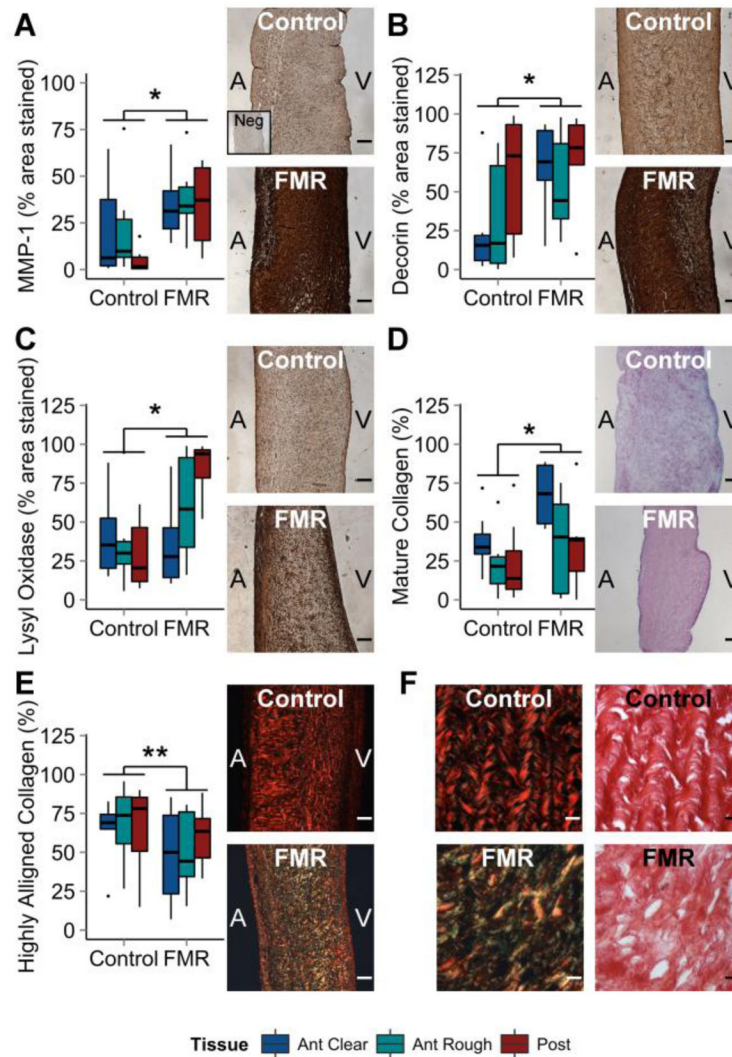 A
MMP-1 (% area stained)
100
75
50
25
0
*
Control FMR
Control
A V
Neg
FMR
A V
B
Decorin (% area stained)
125
100
75
50
25
0
*
Control FMR
Control
A V
FMR
A V
C
Lysyl Oxidase (% area stained)
125
100
75
50
25
0
*
Control FMR
Control
A V
FMR
A V
D
Mature Collagen (%)
125
100
75
50
25
0
*
Control FMR
Control
A V
FMR
A V
E
Highly Alligned Collagen (%)
125
100
75
50
25
0
**
Control FMR
Control
A V
FMR
A V
F
Control
Control
FMR
FMR
Tissue Ant Clear Ant Rough Post